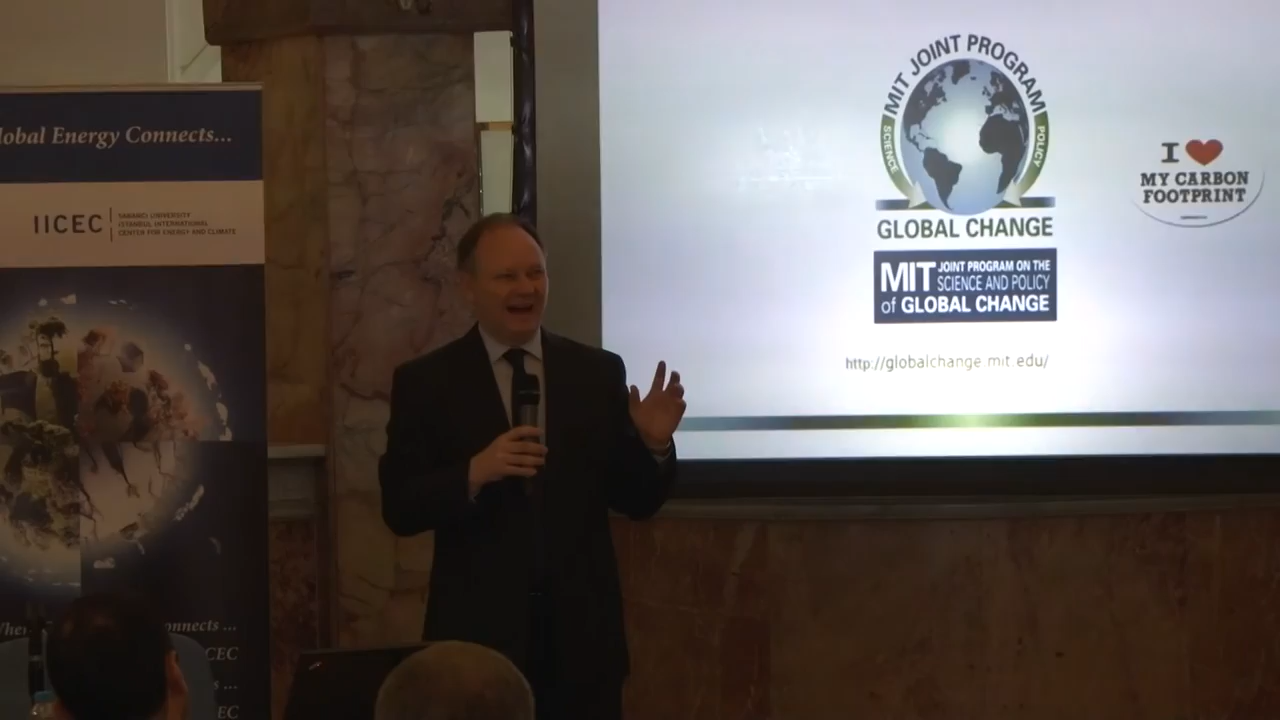 lobal Energy Connects...
IICEC
SABANCI UNIVERSITY
ISTANBUL INTERNATIONAL
CENTER FOR ENERGY AND CLIMATE
onnects ...
CEC
s ...
EC
MIT JOINT PROGRAM
SCIENCE
POLICY
GLOBAL CHANGE
MIT JOINT PROGRAM ON THE
SCIENCE AND POLICY
of GLOBAL CHANGE
http://globalchange.mit.edu/
I ♥
MY CARBON
FOOTPRINT